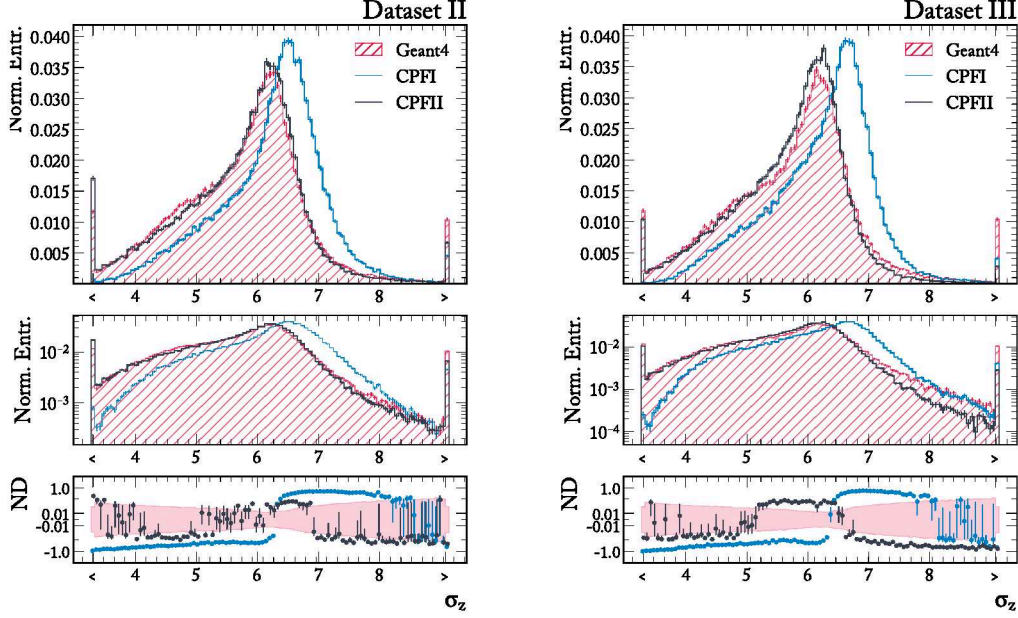 Dataset II
Norm. Entr.
0.040
0.035
0.030
0.025
0.020
0.015
0.010
0.005
Geant4
CPFI
CPFII
< 4 5 6 7 8 >
Norm. Entr.
10⁻²
10⁻³
< 4 5 6 7 8 >
ND
1.0
0.01
-0.01
-1.0
< 4 5 6 7 8 >
σz
Dataset III
Norm. Entr.
0.040
0.035
0.030
0.025
0.020
0.015
0.010
0.005
Geant4
CPFI
CPFII
< 4 5 6 7 8 >
Norm. Entr.
10⁻²
10⁻³
10⁻⁴
< 4 5 6 7 8 >
ND
1.0
0.01
-0.01
-1.0
< 4 5 6 7 8 >
σz